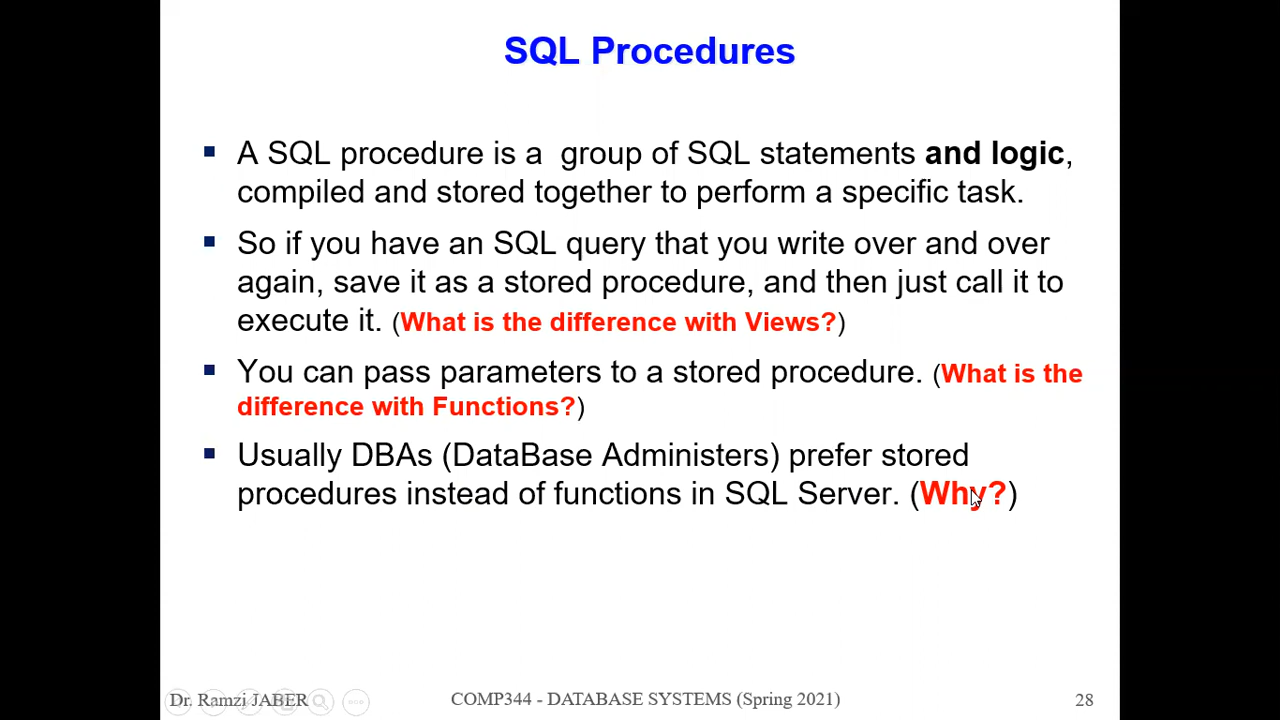 SQL Procedures
▪ A SQL procedure is a  group of SQL statements and logic,
compiled and stored together to perform a specific task.
▪ So if you have an SQL query that you write over and over
again, save it as a stored procedure, and then just call it to
execute it. (What is the difference with Views?)
▪ You can pass parameters to a stored procedure. (What is the
difference with Functions?)
▪ Usually DBAs (DataBase Administers) prefer stored
procedures instead of functions in SQL Server. (Why?)
Dr. Ramzi JABER
COMP344 - DATABASE SYSTEMS (Spring 2021)
28